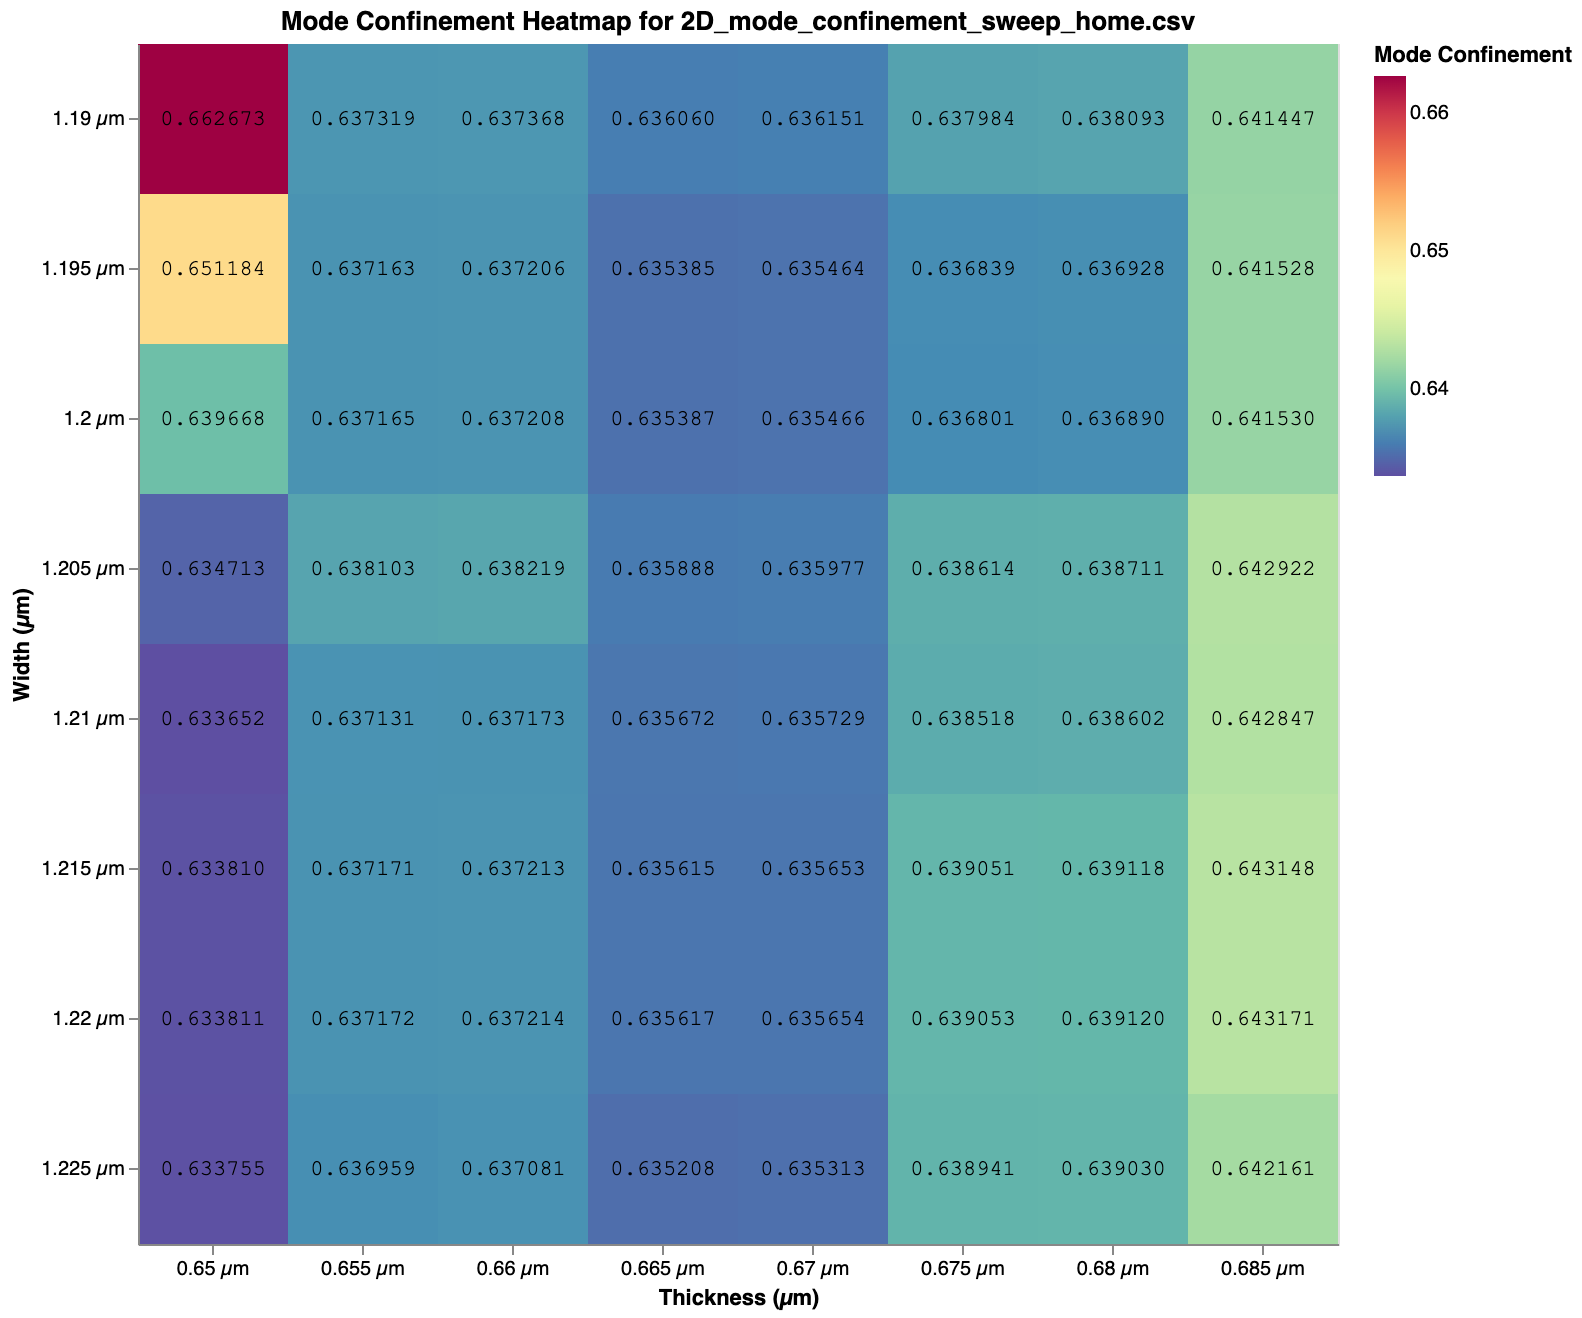 Mode Confinement Heatmap for 2D_mode_confinement_sweep_home.csv
Mode Confinement
0.66
0.65
0.64
Width (µm)
1.19 µm 0.662673 0.637319 0.637368 0.636060 0.636151 0.637984 0.638093 0.641447
1.195 µm 0.651184 0.637163 0.637206 0.635385 0.635464 0.636839 0.636928 0.641528
1.2 µm 0.639668 0.637165 0.637208 0.635387 0.635466 0.636801 0.636890 0.641530
1.205 µm 0.634713 0.638103 0.638219 0.635888 0.635977 0.638614 0.638711 0.642922
1.21 µm 0.633652 0.637131 0.637173 0.635672 0.635729 0.638518 0.638602 0.642847
1.215 µm 0.633810 0.637171 0.637213 0.635615 0.635653 0.639051 0.639118 0.643148
1.22 µm 0.633811 0.637172 0.637214 0.635617 0.635654 0.639053 0.639120 0.643171
1.225 µm 0.633755 0.636959 0.637081 0.635208 0.635313 0.638941 0.639030 0.642161
0.65 µm 0.655 µm 0.66 µm 0.665 µm 0.67 µm 0.675 µm 0.68 µm 0.685 µm
Thickness (µm)